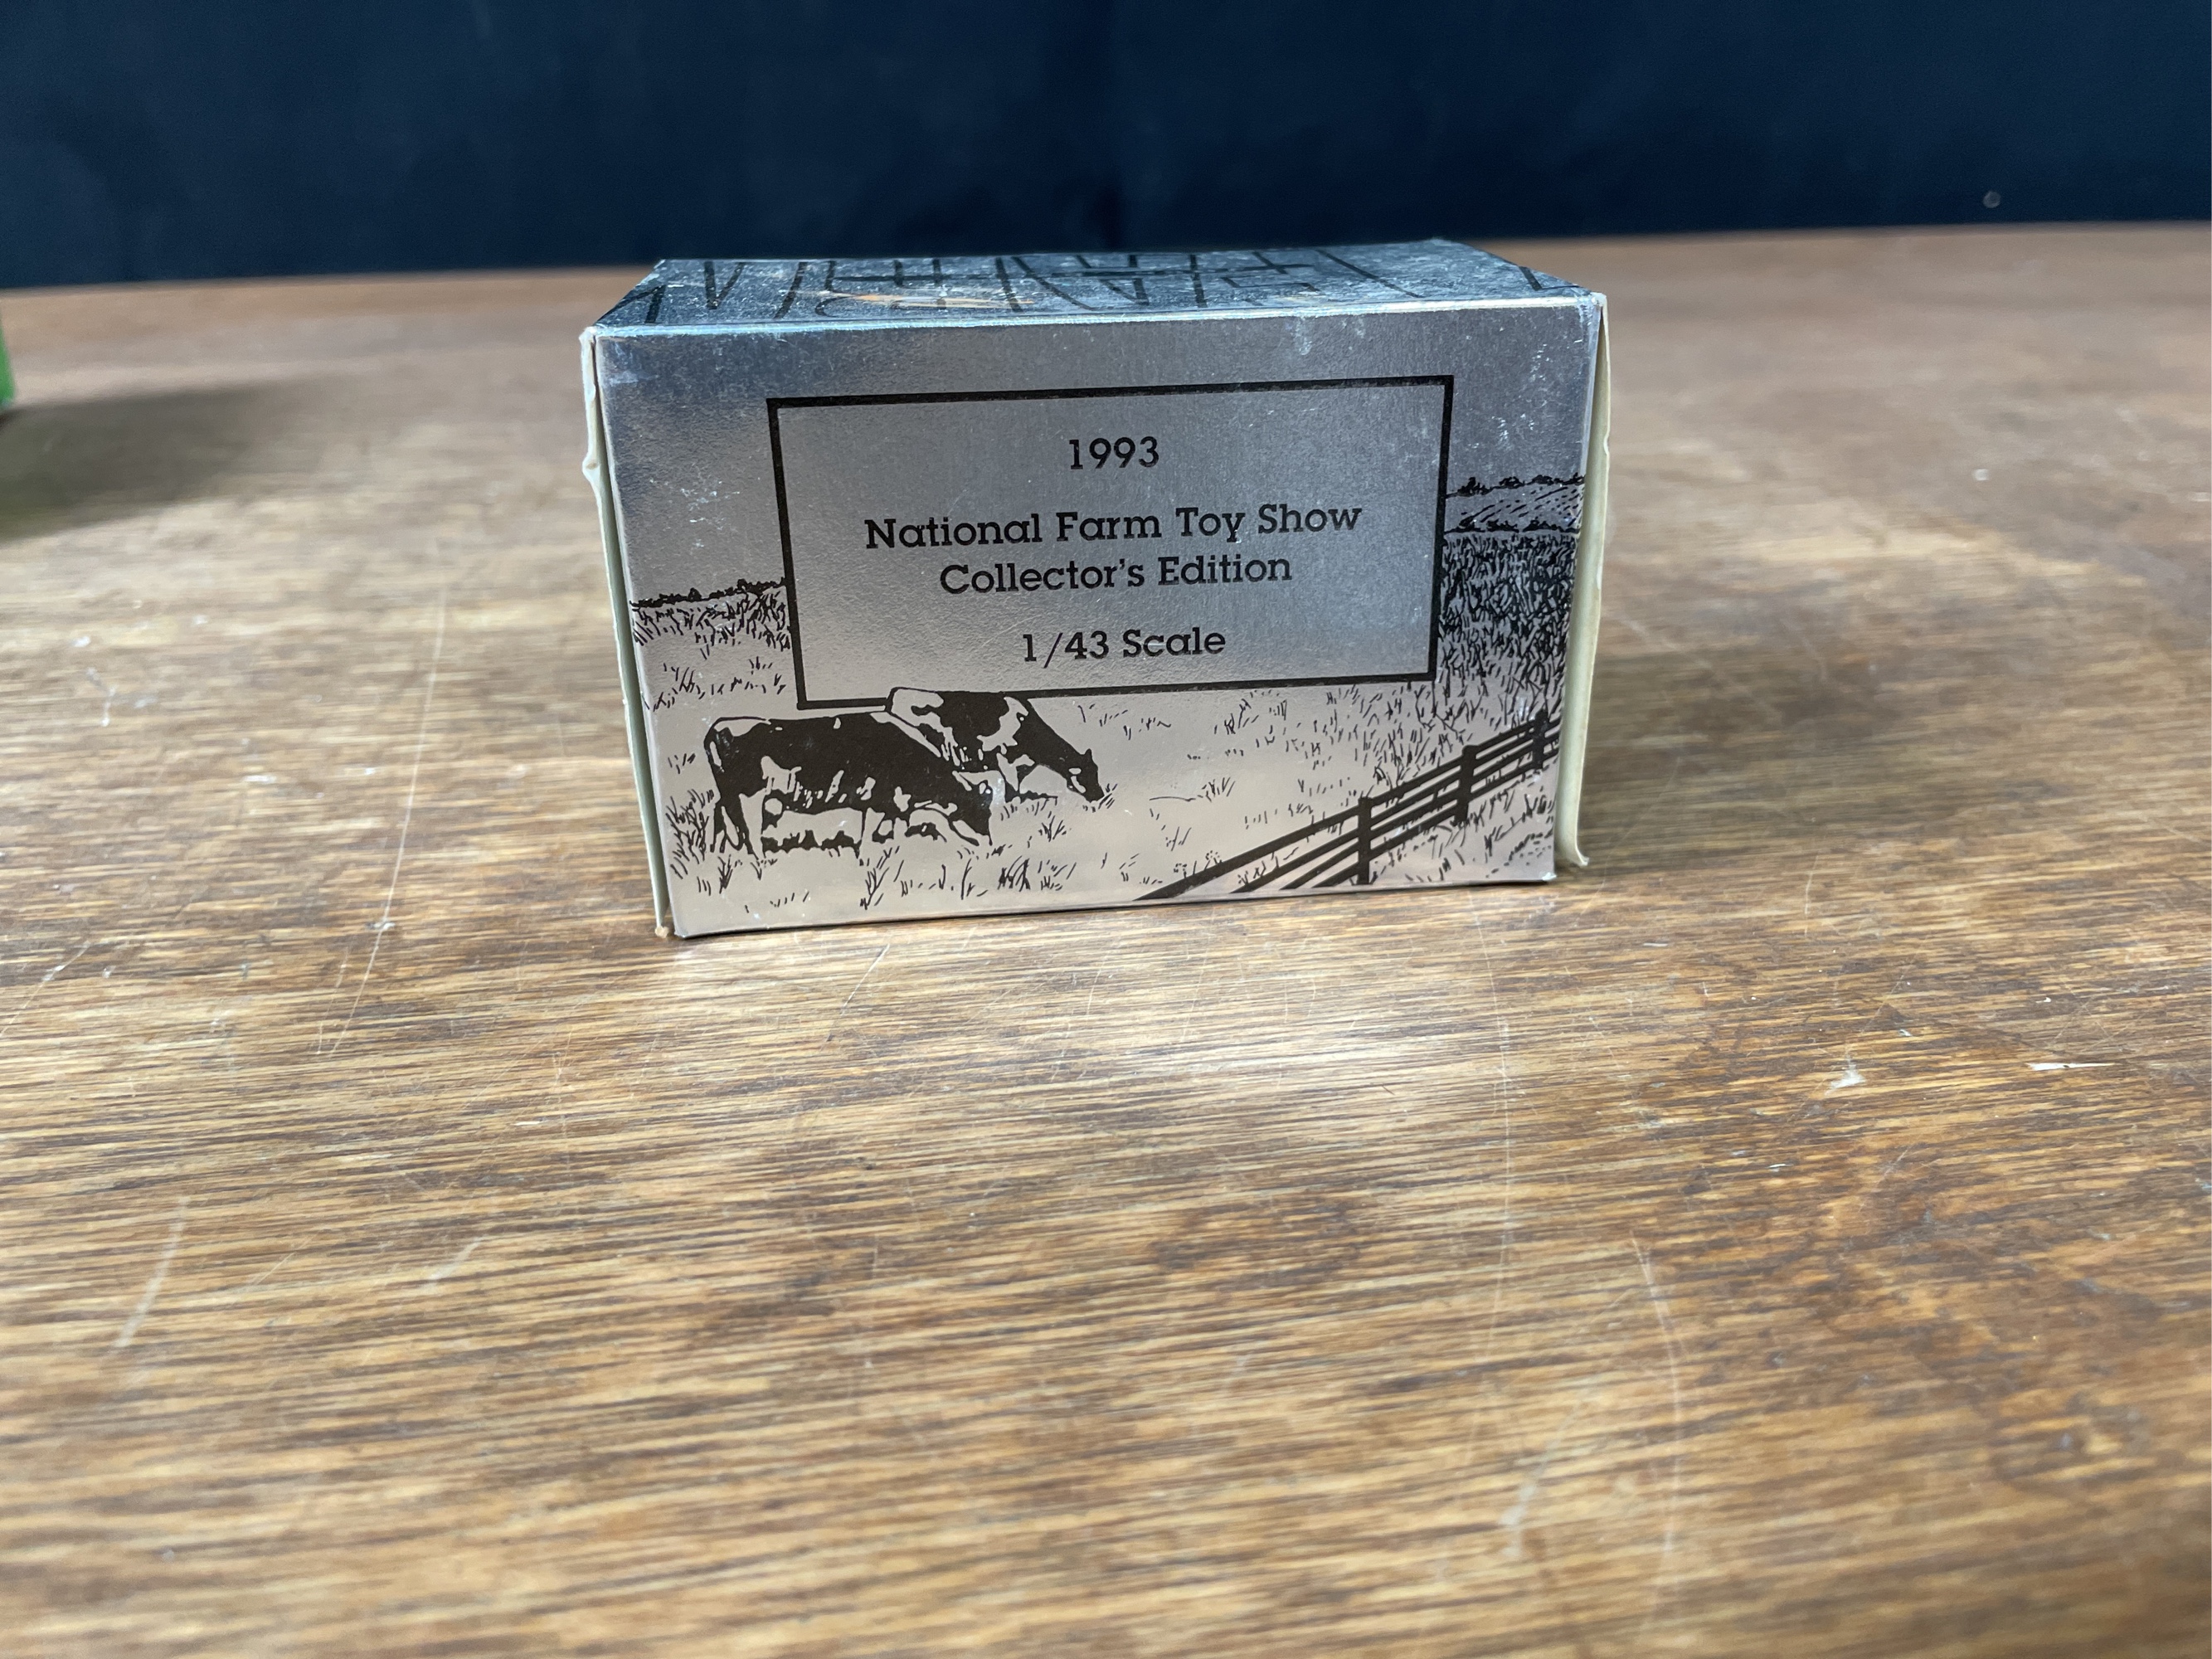 1993
National Farm Toy Show
Collector's Edition
1/43 Scale